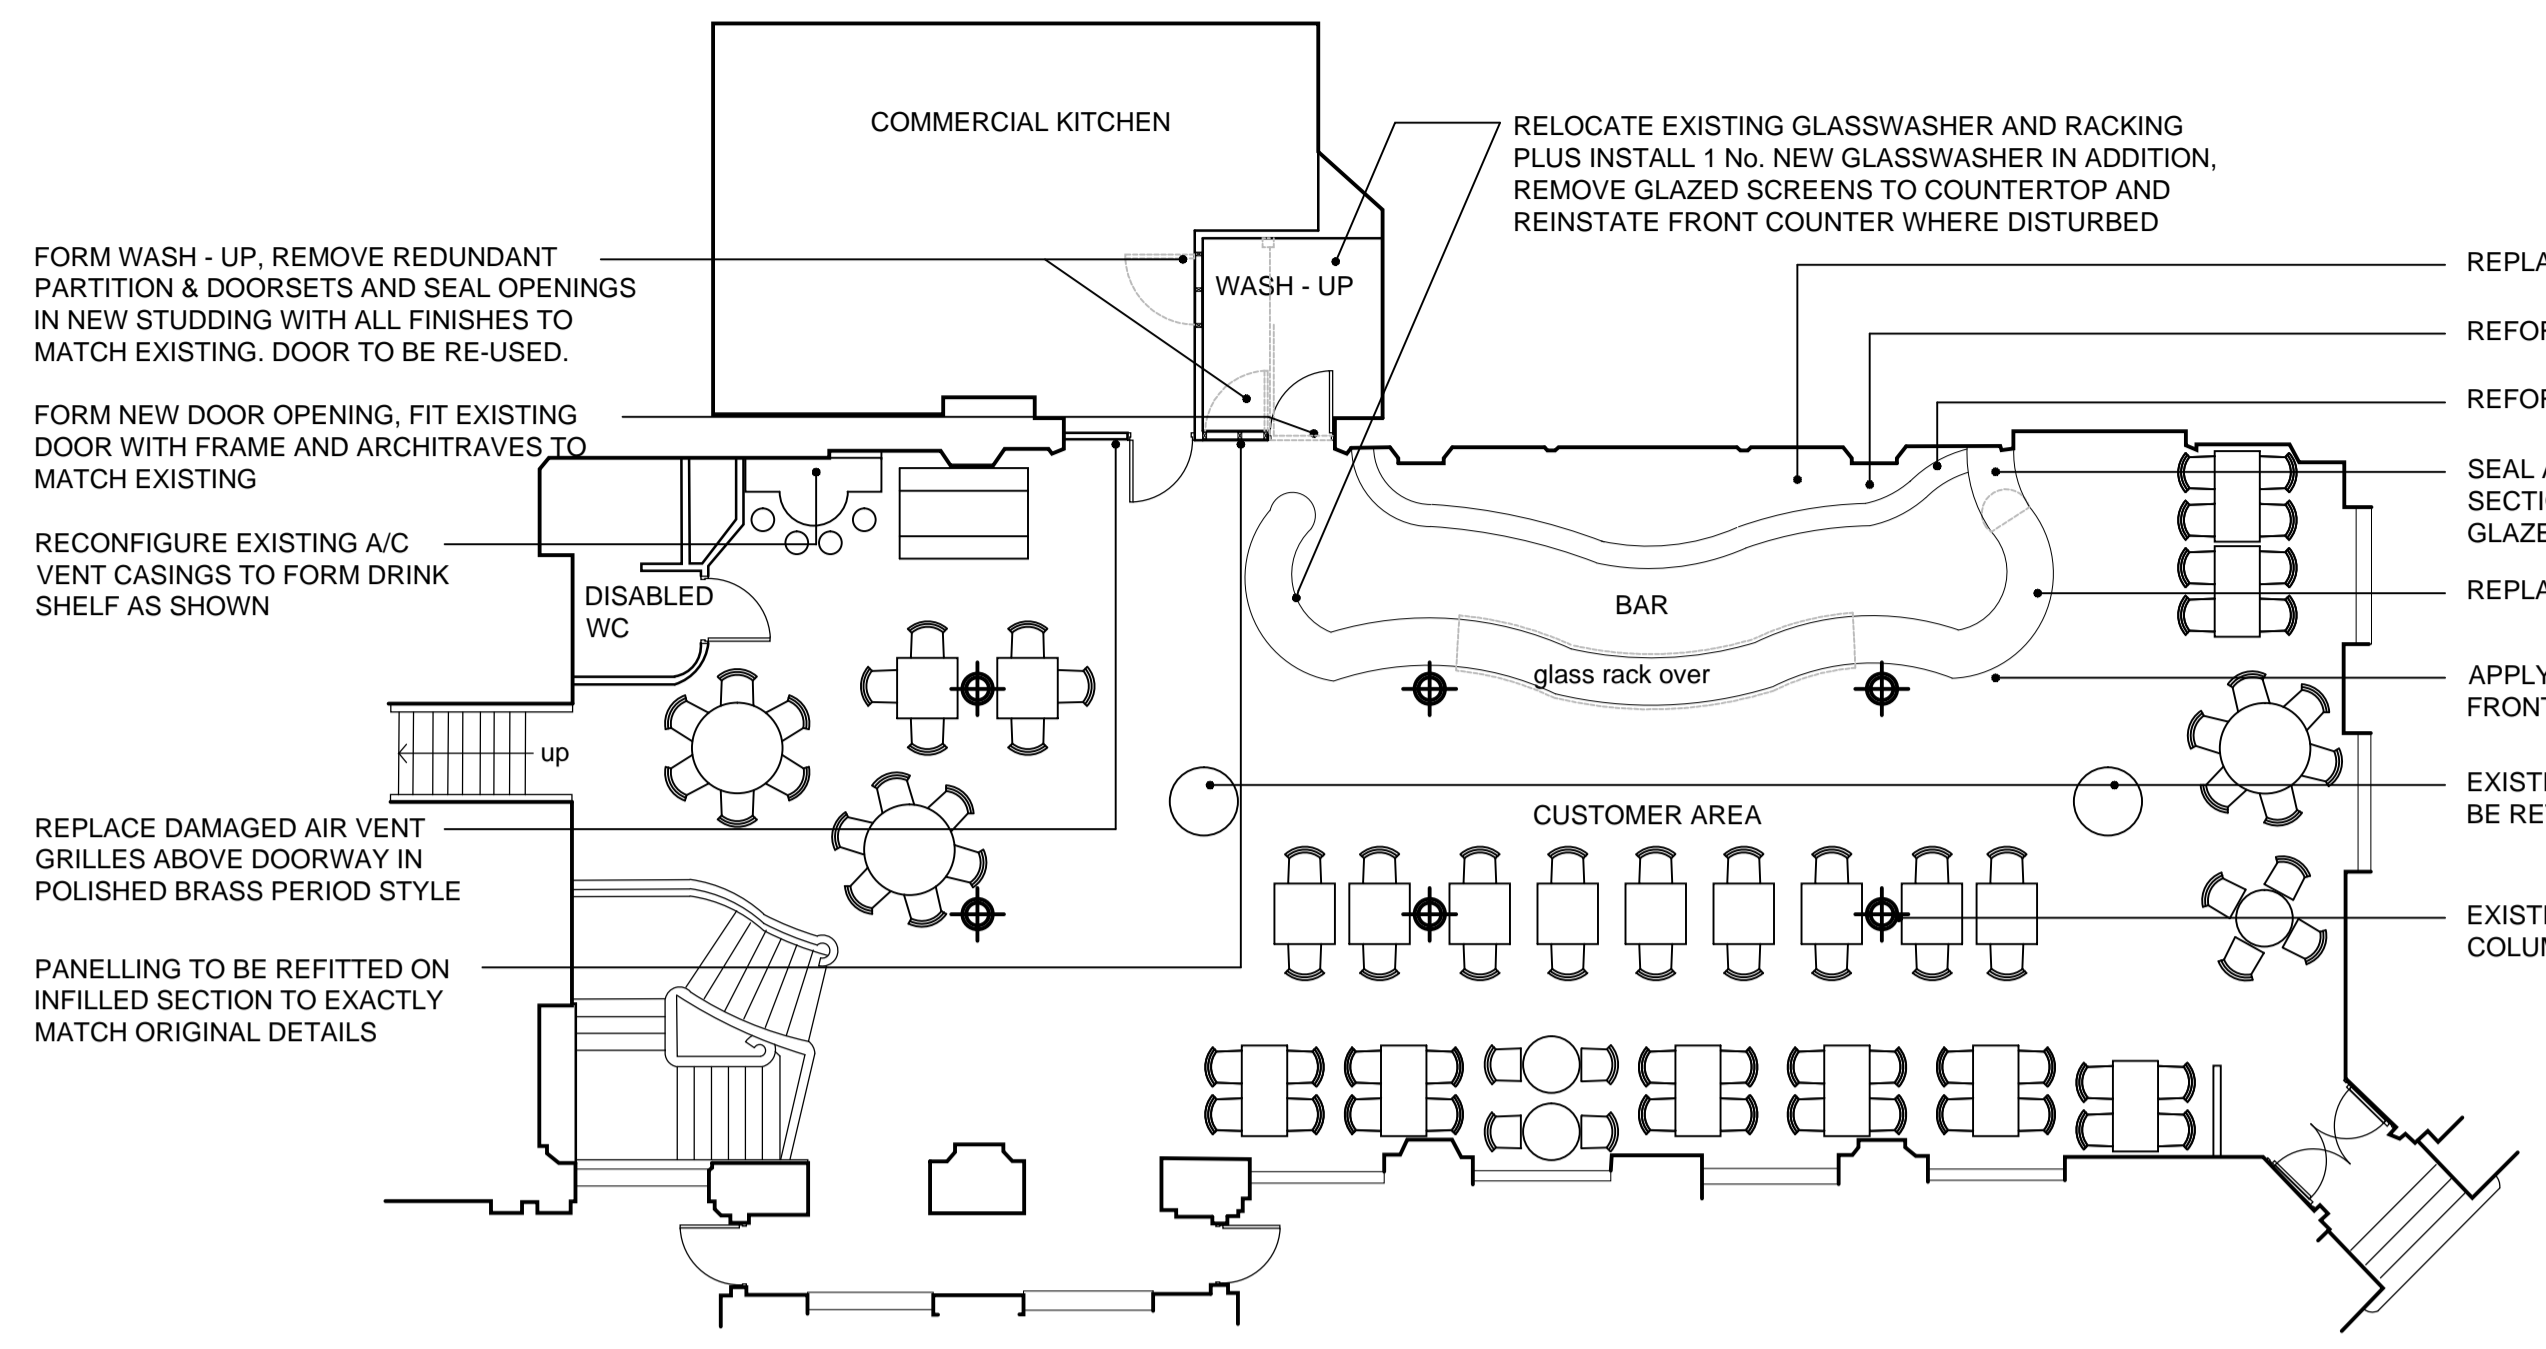 COMMERCIAL KITCHEN
RELOCATE EXISTING GLASSWASHER AND RACKING
PLUS INSTALL 1 No. NEW GLASSWASHER IN ADDITION,
REMOVE GLAZED SCREENS TO COUNTERTOP AND
REINSTATE FRONT COUNTER WHERE DISTURBED
FORM WASH - UP, REMOVE REDUNDANT
PARTITION & DOORSETS AND SEAL OPENINGS
IN NEW STUDDING WITH ALL FINISHES TO
MATCH EXISTING. DOOR TO BE RE-USED.
WASH - UP
FORM NEW DOOR OPENING, FIT EXISTING
DOOR WITH FRAME AND ARCHITRAVES TO
MATCH EXISTING
RECONFIGURE EXISTING A/C
VENT CASINGS TO FORM DRINK
SHELF AS SHOWN
DISABLED
WC
BAR
glass rack over
up
CUSTOMER AREA
REPLACE DAMAGED AIR VENT
GRILLES ABOVE DOORWAY IN
POLISHED BRASS PERIOD STYLE
PANELLING TO BE REFITTED ON
INFILLED SECTION TO EXACTLY
MATCH ORIGINAL DETAILS
SEAL
APPLY
BE